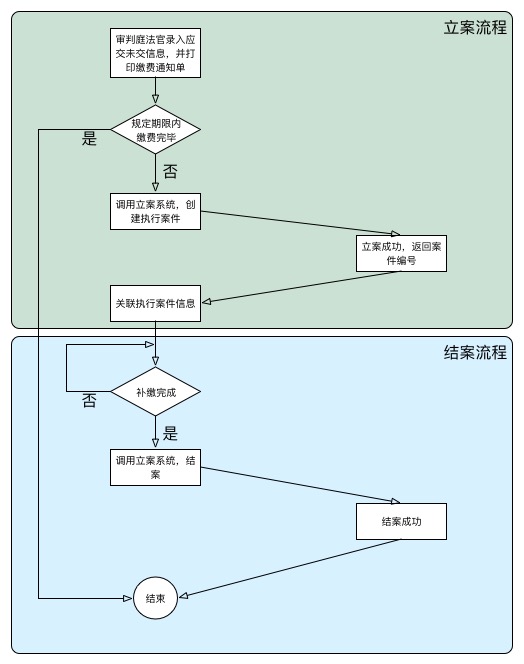 立案流程
审判庭法官录入应
交未交信息，并打
印缴费通知单
规定期限内
缴费完毕
是
否
调用立案系统，创
建执行案件
立案成功，返回案
件编号
关联执行案件信息
结案流程
补缴完成
否
是
调用立案系统，结
案
结案成功
结束